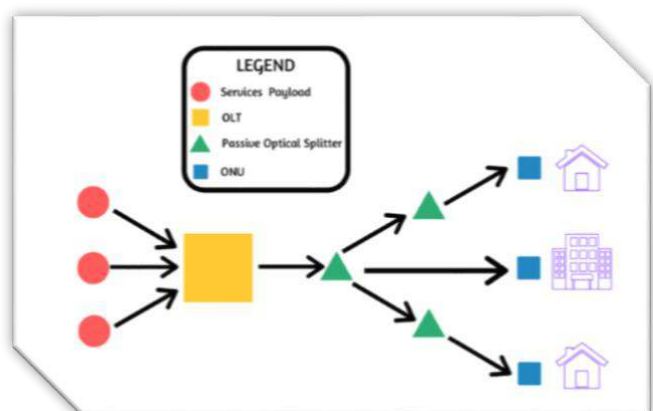 LEGEND
Services Payload
OLT
Passive Optical Splitter
ONU